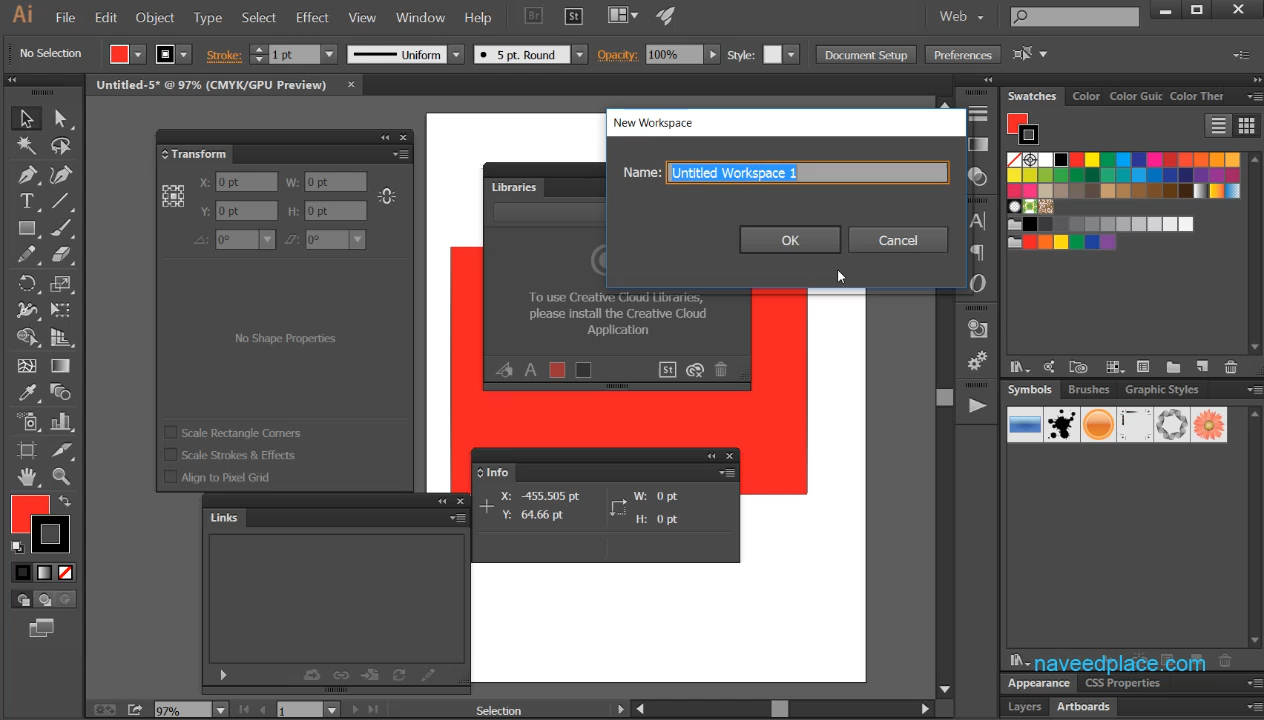 Ai File Edit Object Type Select Effect View Window Help Br St Web
No Selection Stroke: 1 pt Uniform 5 pt. Round Opacity: 100% Style: Document Setup Preferences
Untitled-5* @ 97% (CMYK/GPU Preview)
New Workspace
Name: Untitled Workspace 1
OK Cancel
Transform
X: 0 pt W: 0 pt
Y: 0 pt H: 0 pt
0° 0°
No Shape Properties
Scale Rectangle Corners
Scale Strokes & Effects
Align to Pixel Grid
Libraries
To use Creative Cloud Libraries,
please install the Creative Cloud
Application
St
Info
X: -455.505 pt W: 0 pt
Y: 64.66 pt H: 0 pt
Links
Swatches Color Color Guic Color Ther
Symbols Brushes Graphic Styles
naveedplace.com
Appearance CSS Properties
Layers Artboards
97% 1 Selection